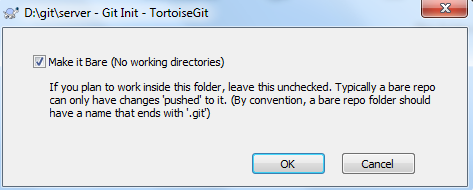 D:\git\server - Git Init - TortoiseGit
Make it Bare (No working directories)
If you plan to work inside this folder, leave this unchecked. Typically a bare repo
can only have changes 'pushed' to it. (By convention, a bare repo folder should
have a name that ends with '.git')
OK
Cancel